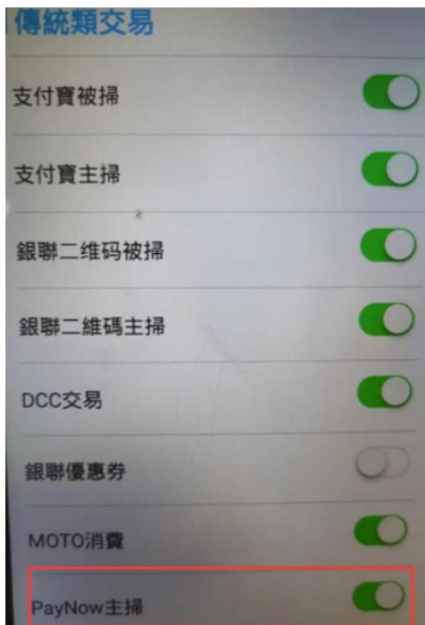 傳統類交易
支付寶被掃
支付寶主掃
銀聯二维码被掃
銀聯二維碼主掃
DCC交易
銀聯優惠券
MOTO消費
PayNow主掃